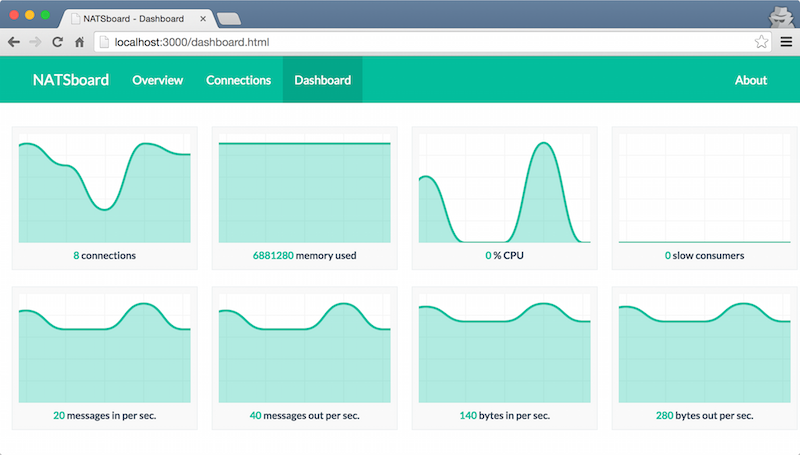 NATSboard - Dashboard
localhost:3000/dashboard.html
NATSboard Overview Connections Dashboard About
8 connections
6881280 memory used
0 % CPU
0 slow consumers
20 messages in per sec.
40 messages out per sec.
140 bytes in per sec.
280 bytes out per sec.